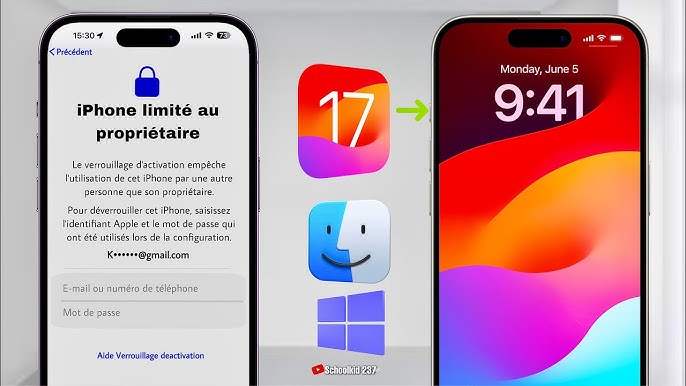 15:30
73
Précédent
iPhone limité au
propriétaire
Le verrouillage d'activation empêche
l'utilisation de cet iPhone par une autre
personne que son propriétaire.
Pour déverrouiller cet iPhone, saisissez
l'identifiant Apple et le mot de passe qui
ont été utilisés lors de la configuration.
K••••••@gmail.com
E-mail ou numéro de téléphone
Mot de passe
Aide Verrouillage deactivation
17
Schoolkid 237
Monday, June 5
9:41